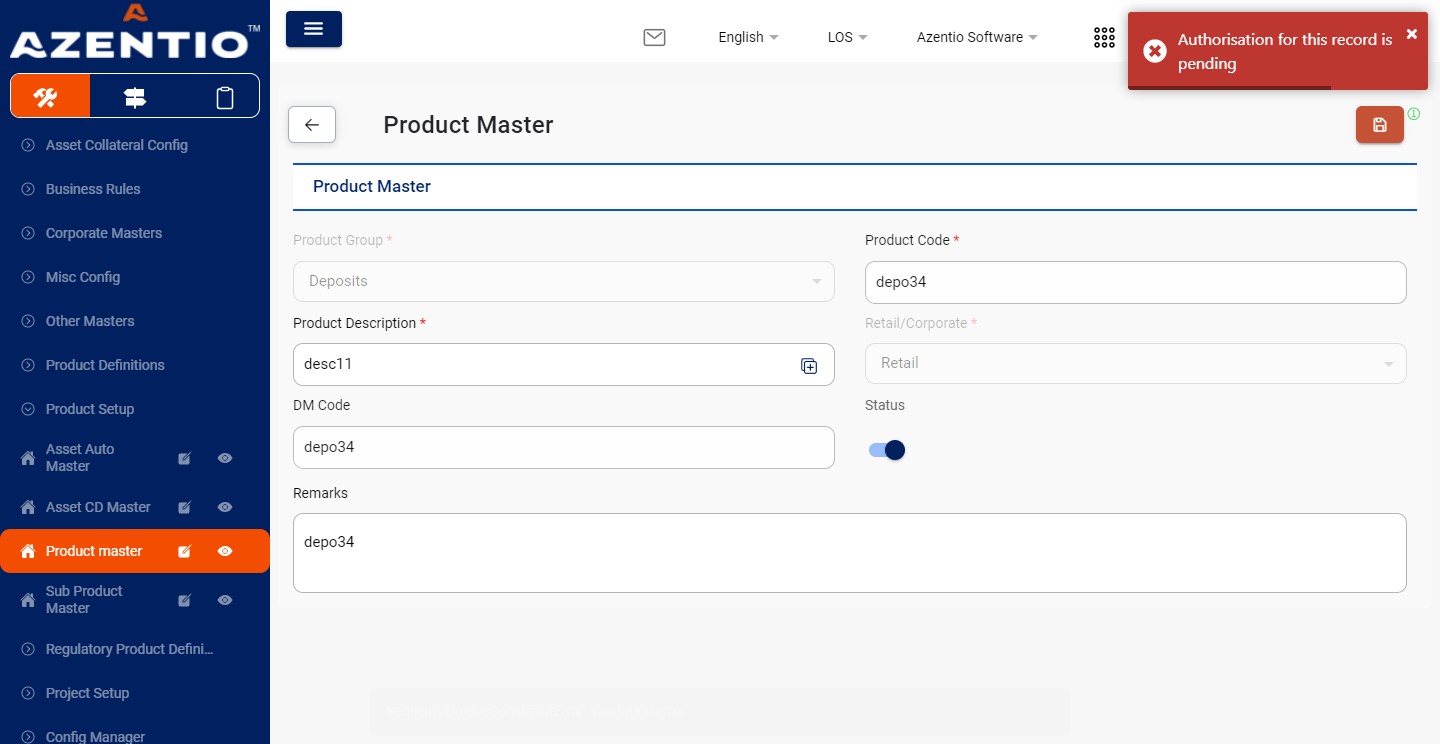 AZENTIO™
English
LOS
Azentio Software
Authorisation for this record is
pending
Product Master
Product Master
Asset Collateral Config
Business Rules
Corporate Masters
Misc Config
Other Masters
Product Definitions
Product Setup
Asset Auto
Master
Asset CD Master
Product master
Sub Product
Master
Regulatory Product Defini...
Project Setup
Config Manager
Product Group *
Deposits
Product Code *
depo34
Product Description *
desc11
Retail/Corporate *
Retail
DM Code
depo34
Status
Remarks
depo34